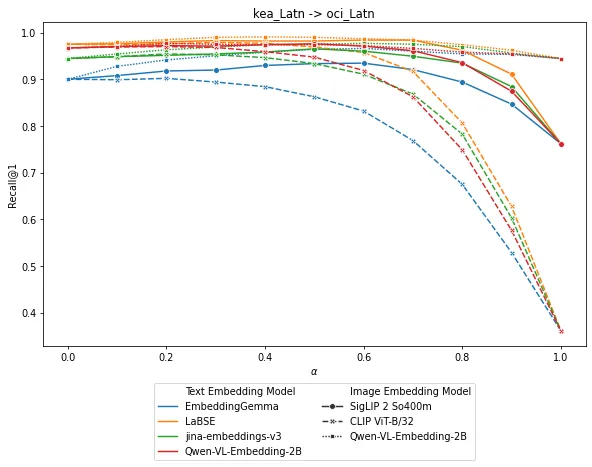 kea_Latn -> oci_Latn
1.0
0.9
0.8
0.7
0.6
0.5
0.4
Recall@1
0.0 0.2 0.4 0.6 0.8 1.0
α
Text Embedding Model Image Embedding Model
EmbeddingGemma SigLIP 2 So400m
LaBSE CLIP ViT-B/32
jina-embeddings-v3 Qwen-VL-Embedding-2B
Qwen-VL-Embedding-2B